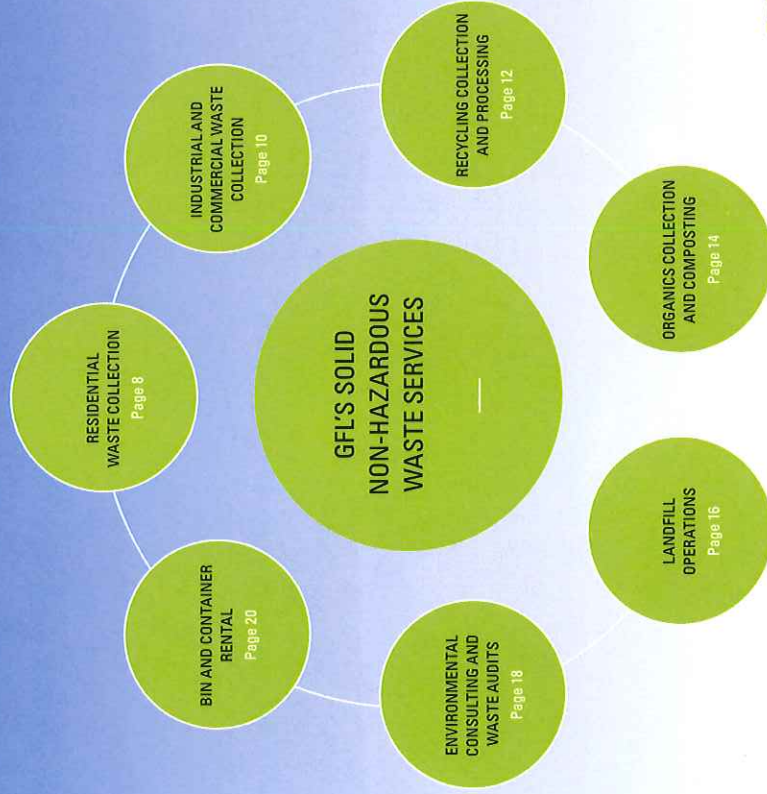 GFL'S SOLID
NON-HAZARDOUS
WASTE SERVICES
RESIDENTIAL
WASTE COLLECTION
Page 8
INDUSTRIAL AND
COMMERCIAL WASTE
COLLECTION
Page 10
RECYCLING COLLECTION
AND PROCESSING
Page 12
ORGANICS COLLECTION
AND COMPOSTING
Page 14
LANDFILL
OPERATIONS
Page 16
ENVIRONMENTAL
CONSULTING AND
WASTE AUDITS
Page 18
BIN AND CONTAINER
RENTAL
Page 20